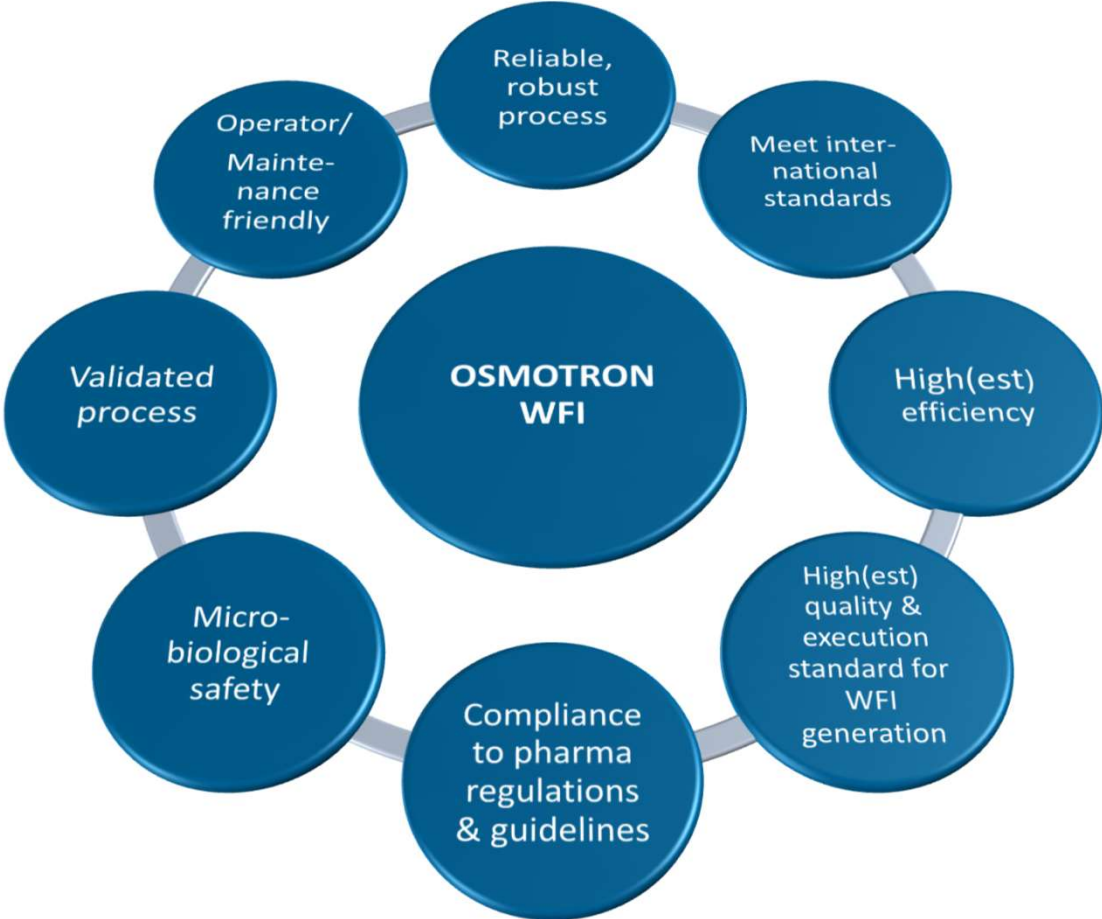 Reliable,
robust
process
Meet inter-
national
standards
High(est)
efficiency
High(est)
quality &
execution
standard for
WFI
generation
Compliance
to pharma
regulations
& guidelines
Micro-
biological
safety
Validated
process
Operator/
Mainte-
nance
friendly
OSMOTRON
WFI